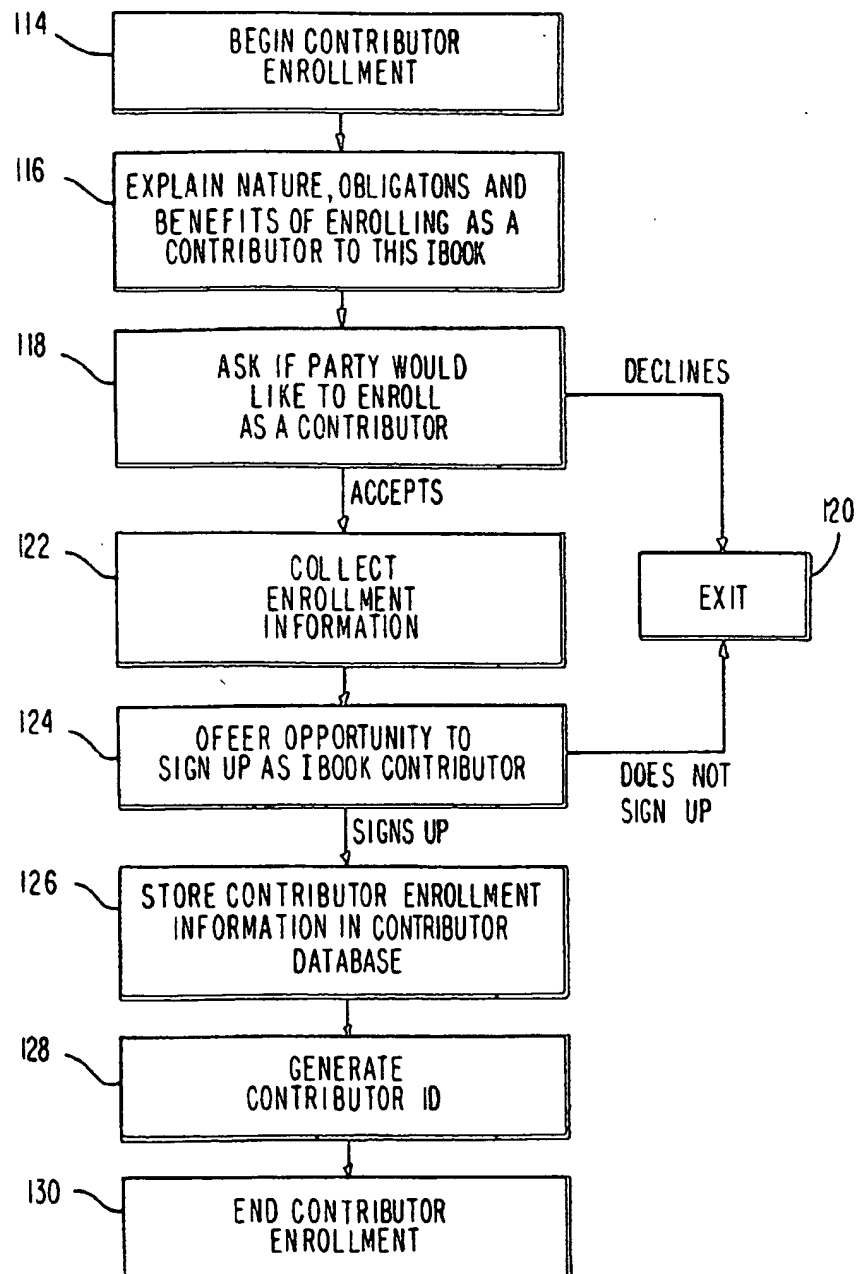 114
BEGIN CONTRIBUTOR
ENROLLMENT
116
EXPLAIN NATURE, OBLIGATONS AND
BENEFITS OF ENROLLING AS A
CONTRIBUTOR TO THIS IBOOK
118
ASK IF PARTY WOULD
LIKE TO ENROLL
AS A CONTRIBUTOR
DECLINES
ACCEPTS
120
EXIT
122
COLLECT
ENROLLMENT
INFORMATION
124
OFEER OPPORTUNITY TO
SIGN UP AS IBOOK CONTRIBUTOR
DOES NOT
SIGN UP
SIGNS UP
126
STORE CONTRIBUTOR ENROLLMENT
INFORMATION IN CONTRIBUTOR
DATABASE
128
GENERATE
CONTRIBUTOR ID
130
END CONTRIBUTOR
ENROLLMENT